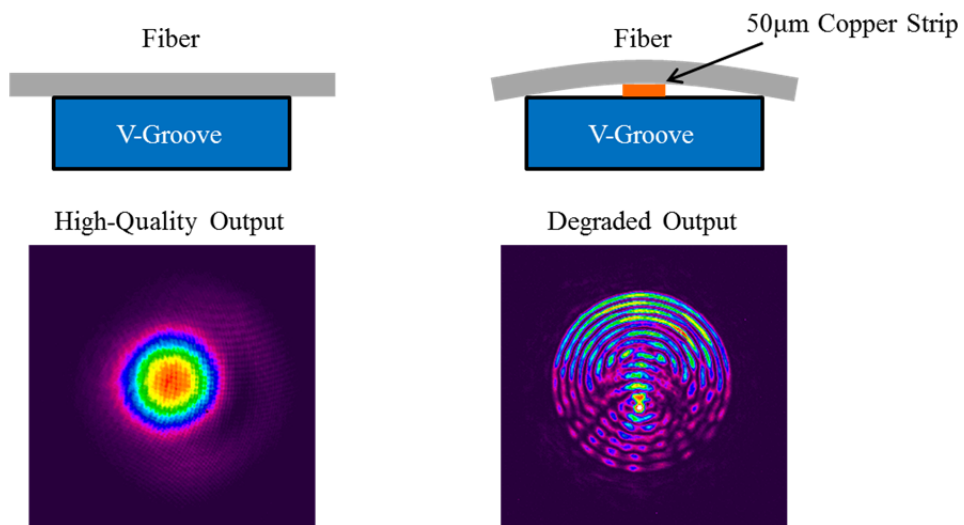 50µm Copper Strip
Fiber
Fiber
V-Groove
V-Groove
High-Quality Output
Degraded Output